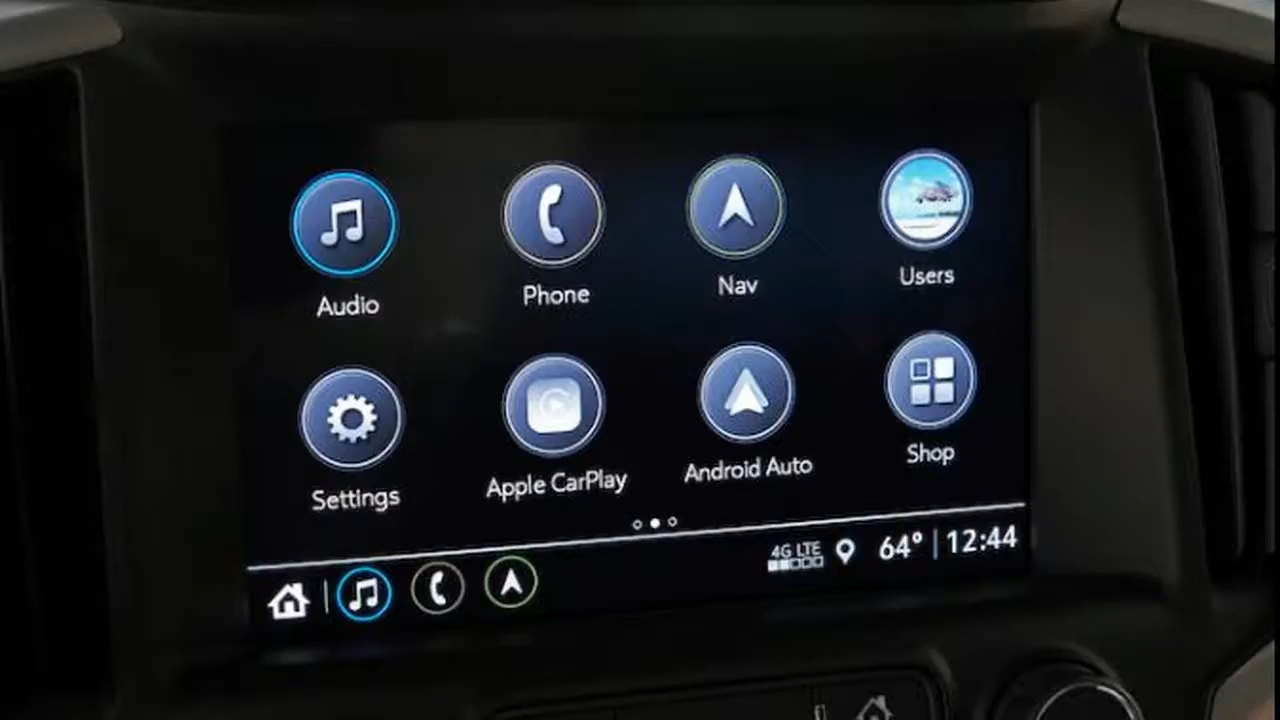 Audio
Phone
Nav
Users
Settings
Apple CarPlay
Android Auto
Shop
4G LTE
64° | 12:44